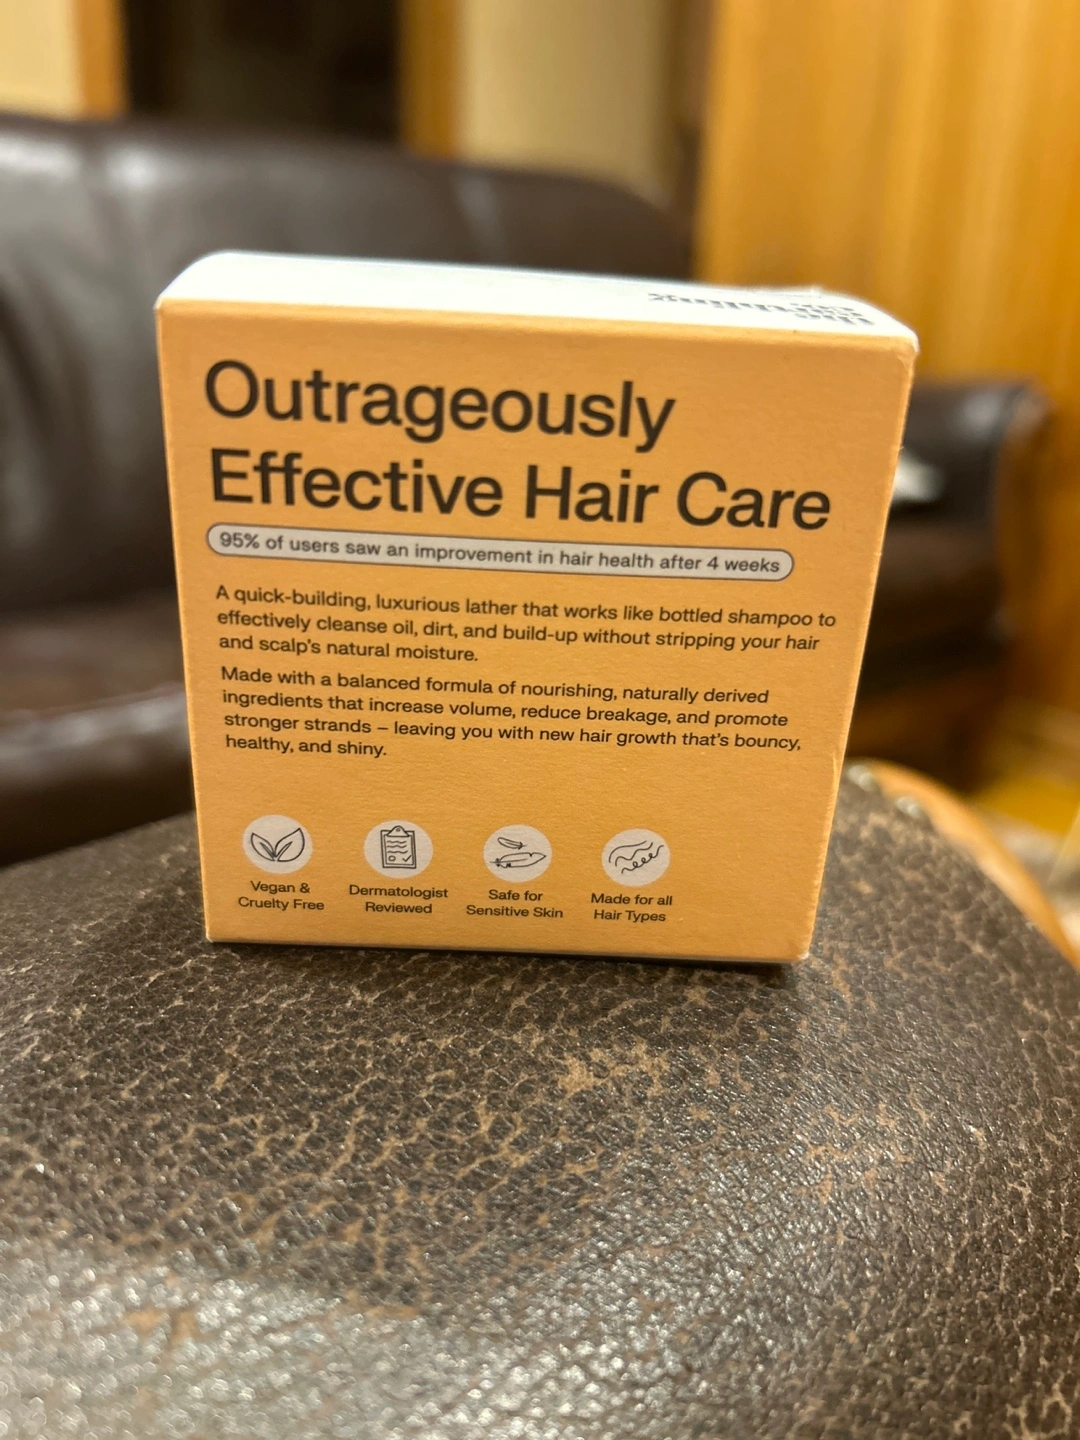 the
earthling
Outrageously
Effective Hair Care
95% of users saw an improvement in hair health after 4 weeks
A quick-building, luxurious lather that works like bottled shampoo to
effectively cleanse oil, dirt, and build-up without stripping your hair
and scalp's natural moisture.
Made with a balanced formula of nourishing, naturally derived
ingredients that increase volume, reduce breakage, and promote
stronger strands – leaving you with new hair growth that's bouncy,
healthy, and shiny.
Vegan &
Cruelty Free
Dermatologist
Reviewed
Safe for
Sensitive Skin
Made for all
Hair Types